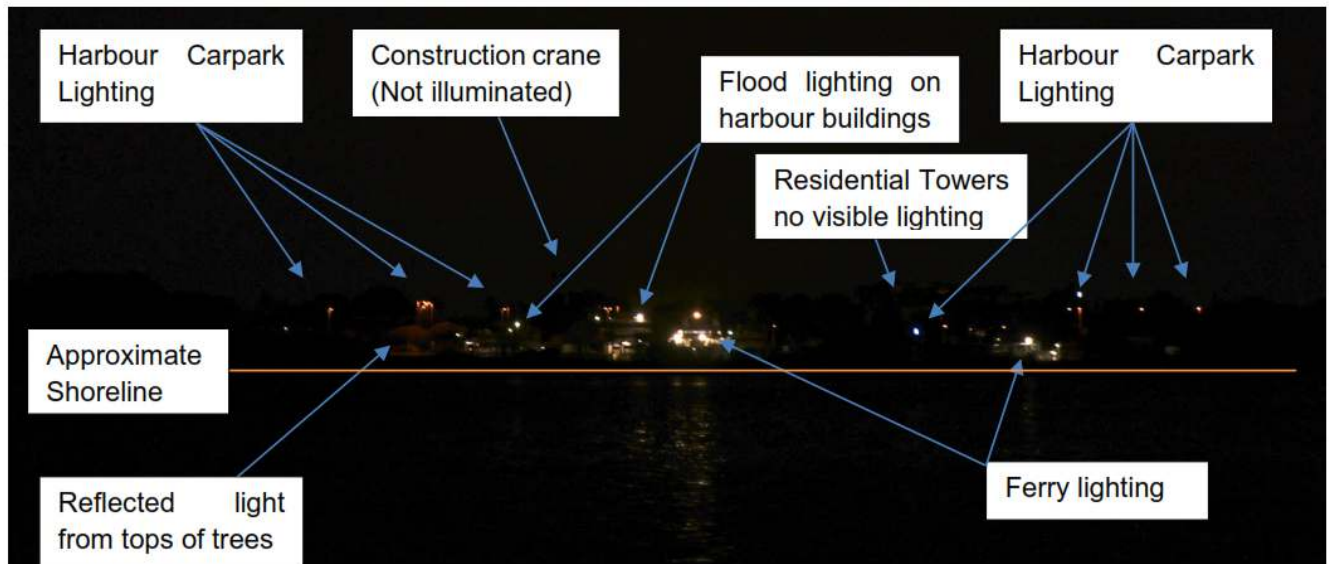 Harbour Carpark
Lighting
Construction crane
(Not illuminated)
Flood lighting on
harbour buildings
Harbour Carpark
Lighting
Residential Towers
no visible lighting
Approximate
Shoreline
Reflected light
from tops of trees
Ferry lighting